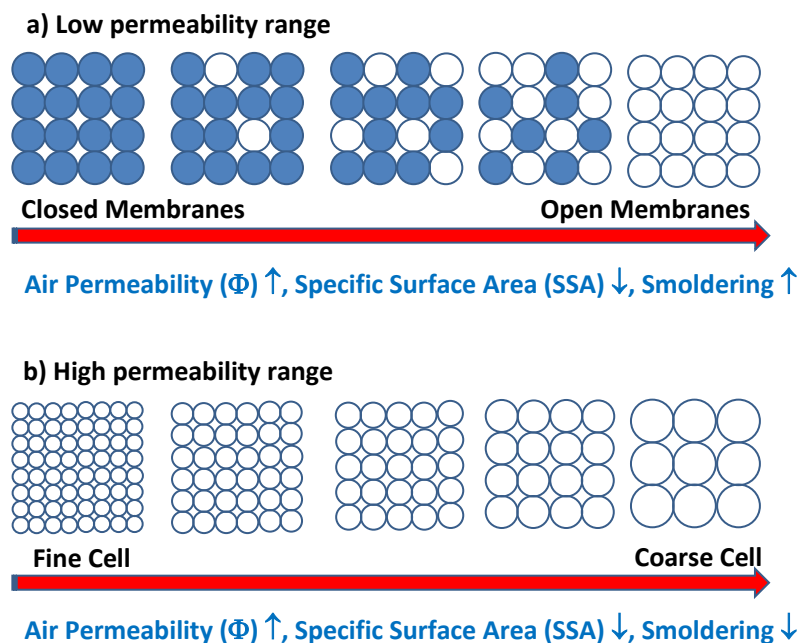 a) Low permeability range
Closed Membranes Open Membranes
Air Permeability (Φ) ↑, Specific Surface Area (SSA) ↓, Smoldering ↑
b) High permeability range
Fine Cell Coarse Cell
Air Permeability (Φ) ↑, Specific Surface Area (SSA) ↓, Smoldering ↓